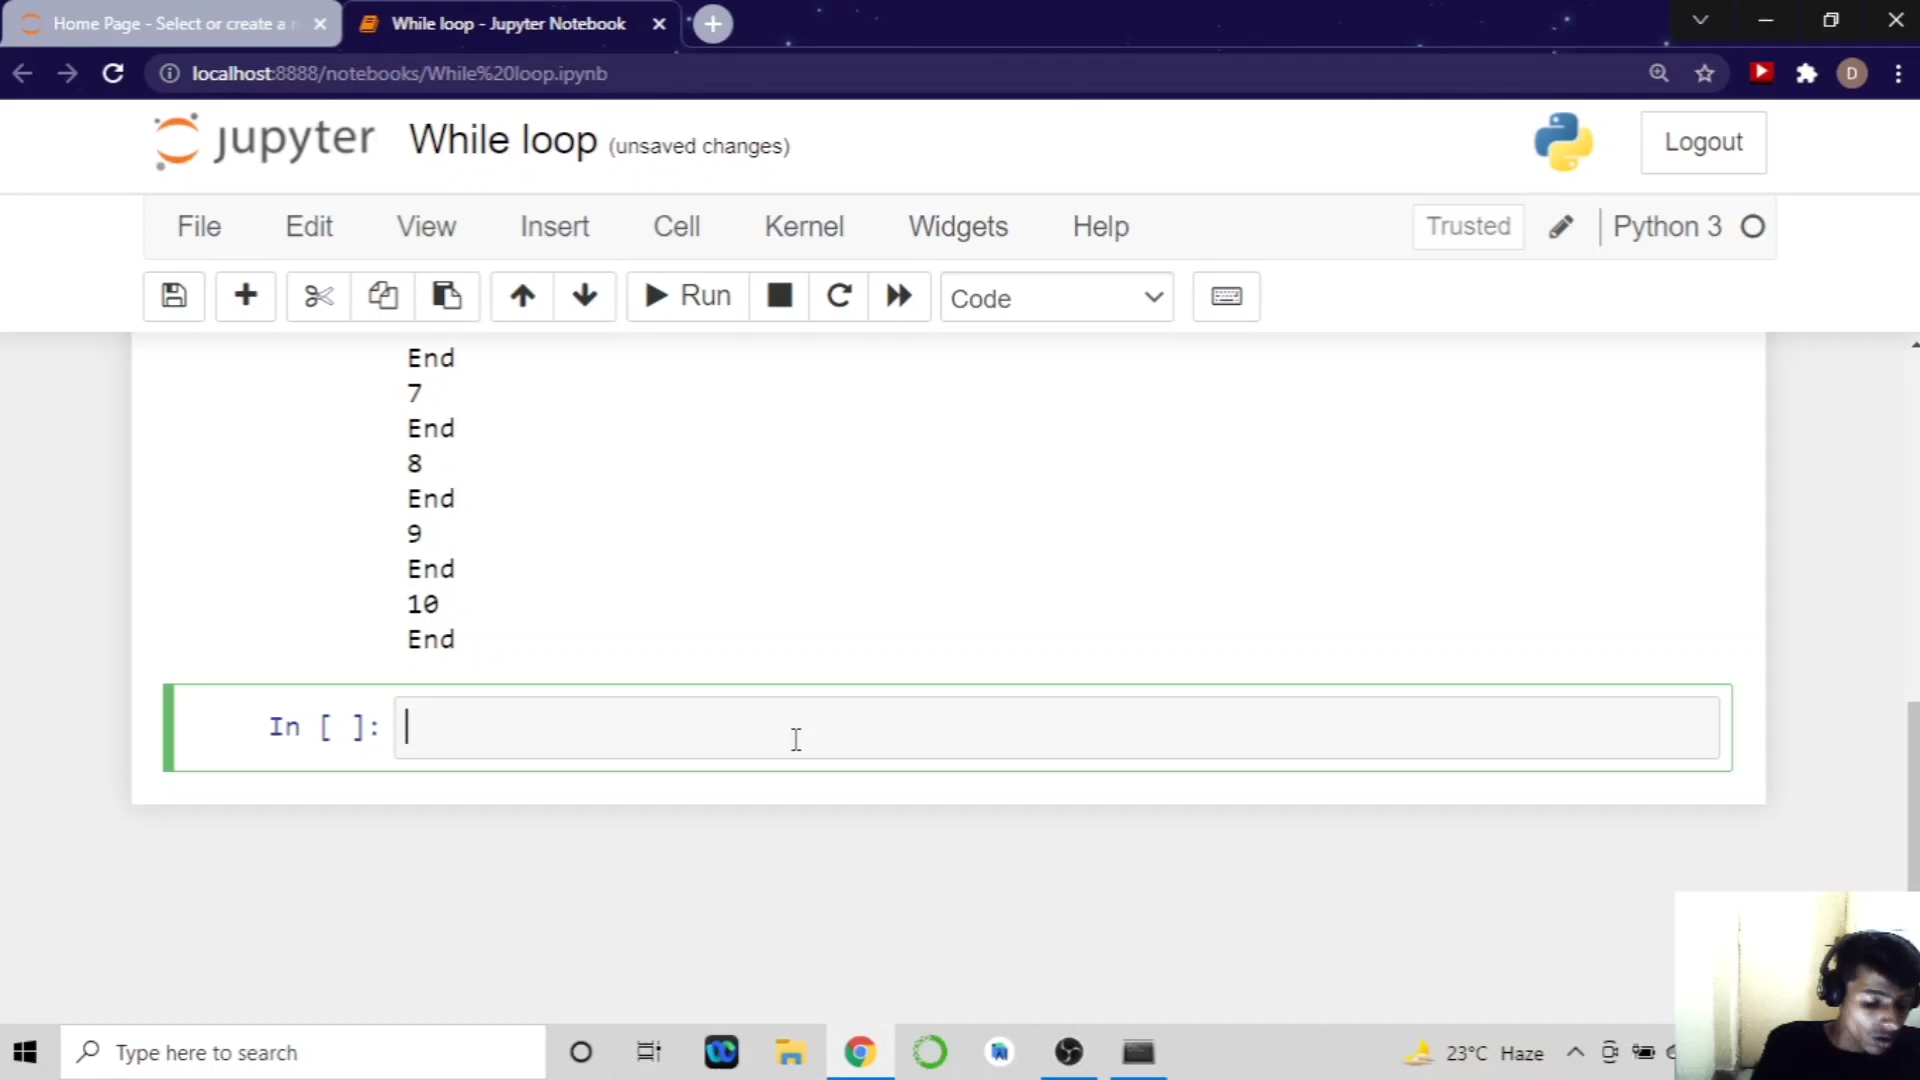 Home Page - Select or create a n
While loop - Jupyter Notebook
localhost:8888/notebooks/While%20loop.ipynb
D
jupyter While loop (unsaved changes)
Logout
File Edit View Insert Cell Kernel Widgets Help
Trusted
Python 3
Run
Code
End
7
End
8
End
9
End
10
End
In [ ]:
Type here to search
23°C Haze